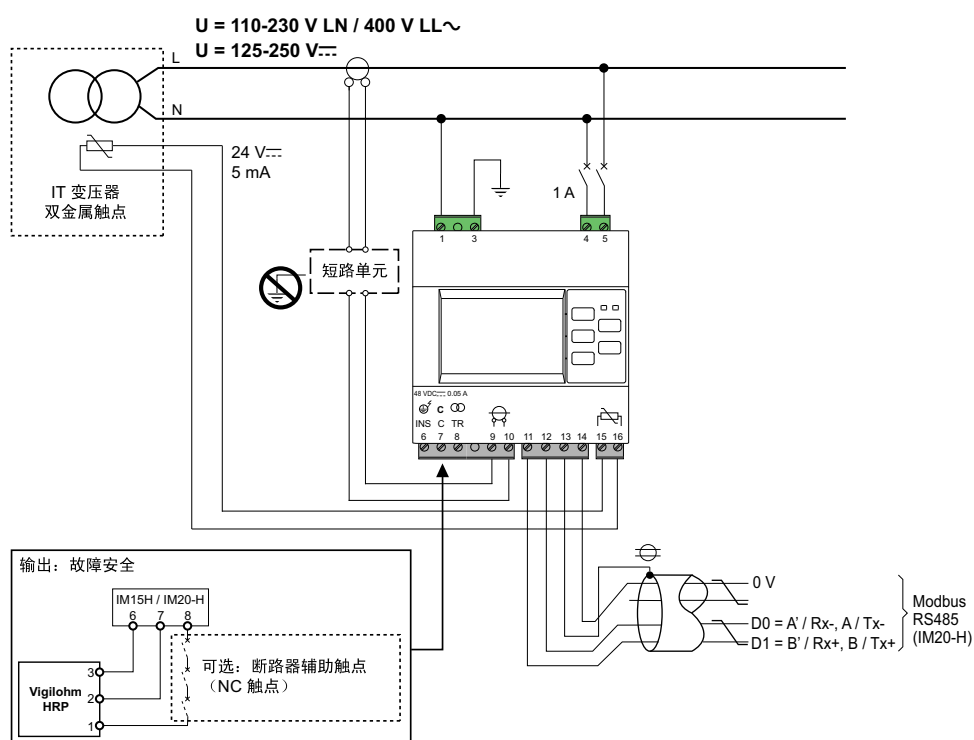 U = 110-230 V LN / 400 V LL～
U = 125-250 V⎓
L
N
24 V⎓
5 mA
IT 变压器
双金属触点
1 A
1 3
4 5
短路单元
48 VDC⎓ 0.05 A
C
INS C TR
6 7 8 9 10 11 12 13 14 15 16
输出：故障安全
IM15H / IM20-H
6 7 8
3
2
1
Vigilohm
HRP
可选：断路器辅助触点
（NC 触点）
0 V
D0 = A' / Rx-, A / Tx-
D1 = B' / Rx+, B / Tx+
Modbus
RS485
(IM20-H)